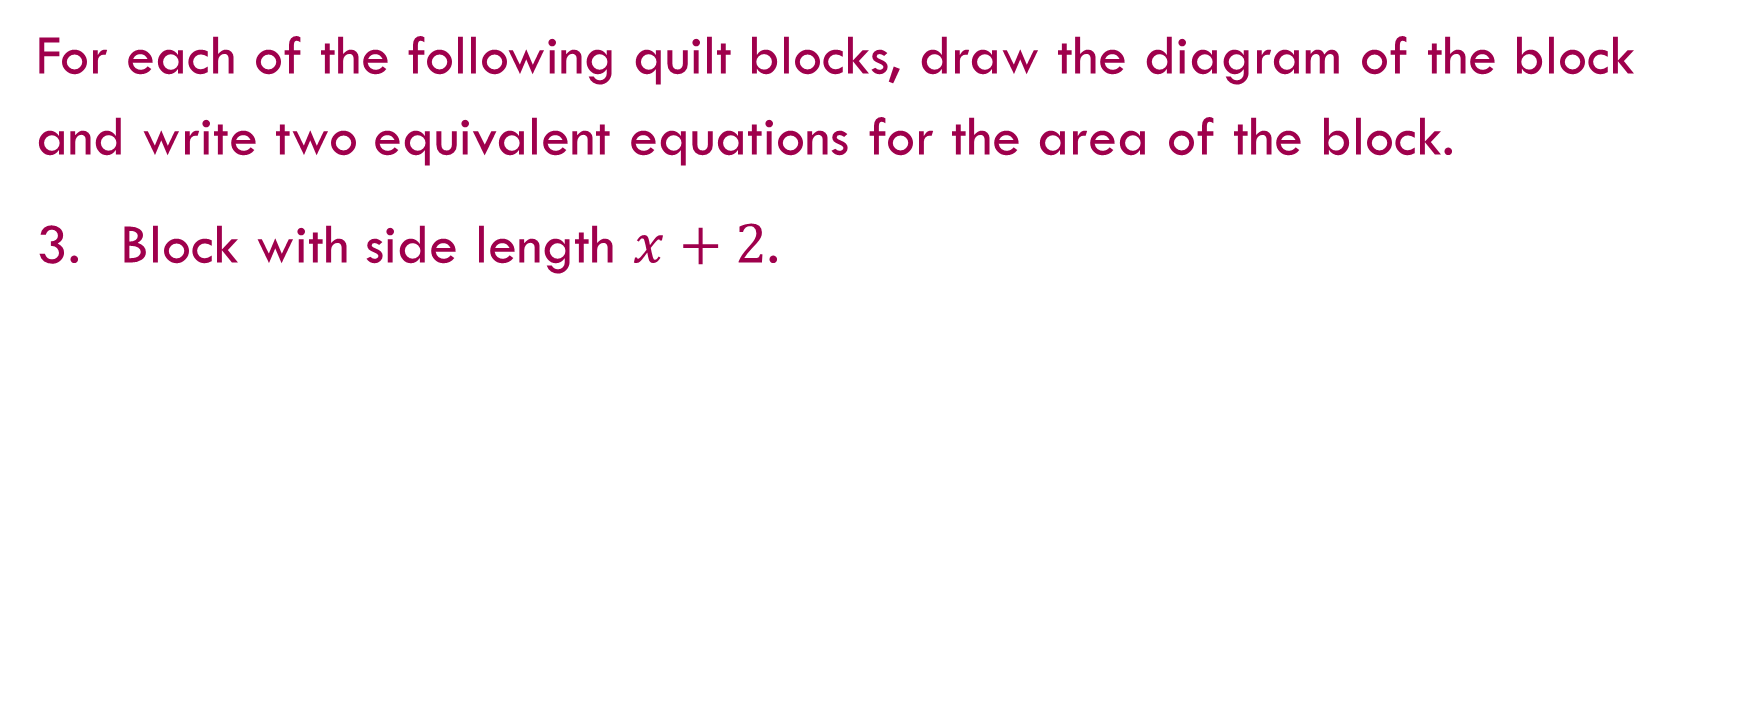 For each of the following quilt blocks, draw the diagram of the block
and write two equivalent equations for the area of the block.
3. Block with side length x + 2.